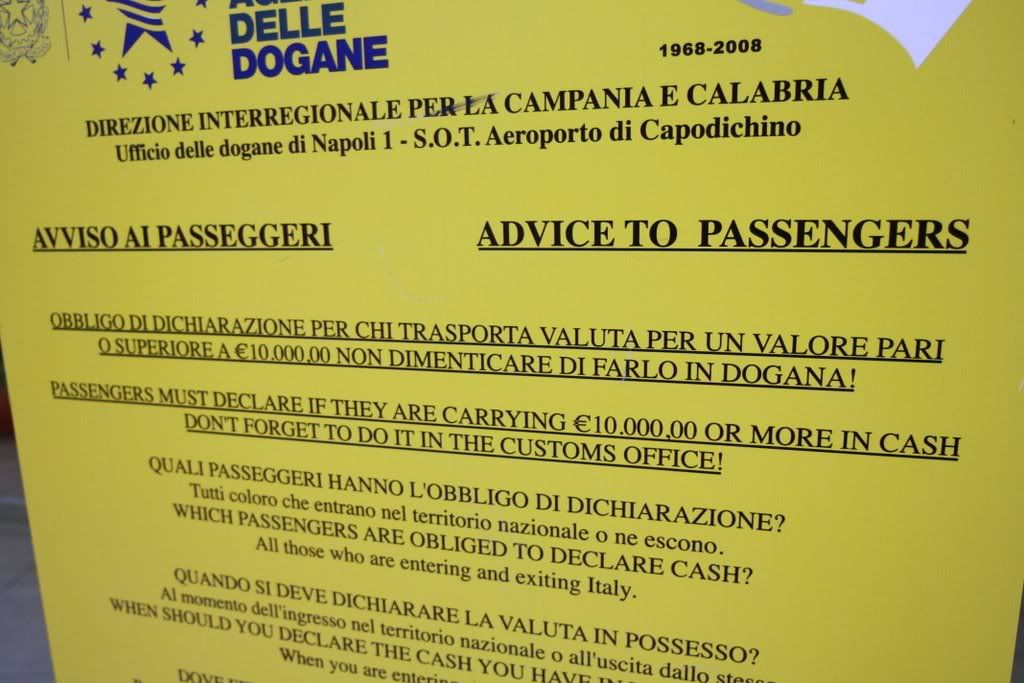 DELLE
DOGANE
1968-2008
DIREZIONE INTERREGIONALE PER LA CAMPANIA E CALABRIA
Ufficio delle dogane di Napoli 1 - S.O.T. Aeroporto di Capodichino
AVVISO AI PASSEGGERI
ADVICE TO PASSENGERS
OBBLIGO DI DICHIARAZIONE PER CHI TRASPORTA VALUTA PER UN VALORE PARI
O SUPERIORE A €10.000,00 NON DIMENTICARE DI FARLO IN DOGANA!
PASSENGERS MUST DECLARE IF THEY ARE CARRYING €10.000,00 OR MORE IN CASH
DON'T FORGET TO DO IT IN THE CUSTOMS OFFICE!
QUALI PASSEGGERI HANNO L'OBBLIGO DI DICHIARAZIONE?
Tutti coloro che entrano nel territorio nazionale o ne escono.
WHICH PASSENGERS ARE OBLIGED TO DECLARE CASH?
All those who are entering and exiting Italy.
QUANDO SI DEVE DICHIARARE LA VALUTA IN POSSESSO?
Al momento dell'ingresso nel territorio nazionale o all'uscita dallo
WHEN SHOULD YOU DECLARE THE CASH YOU HAVE
When you are